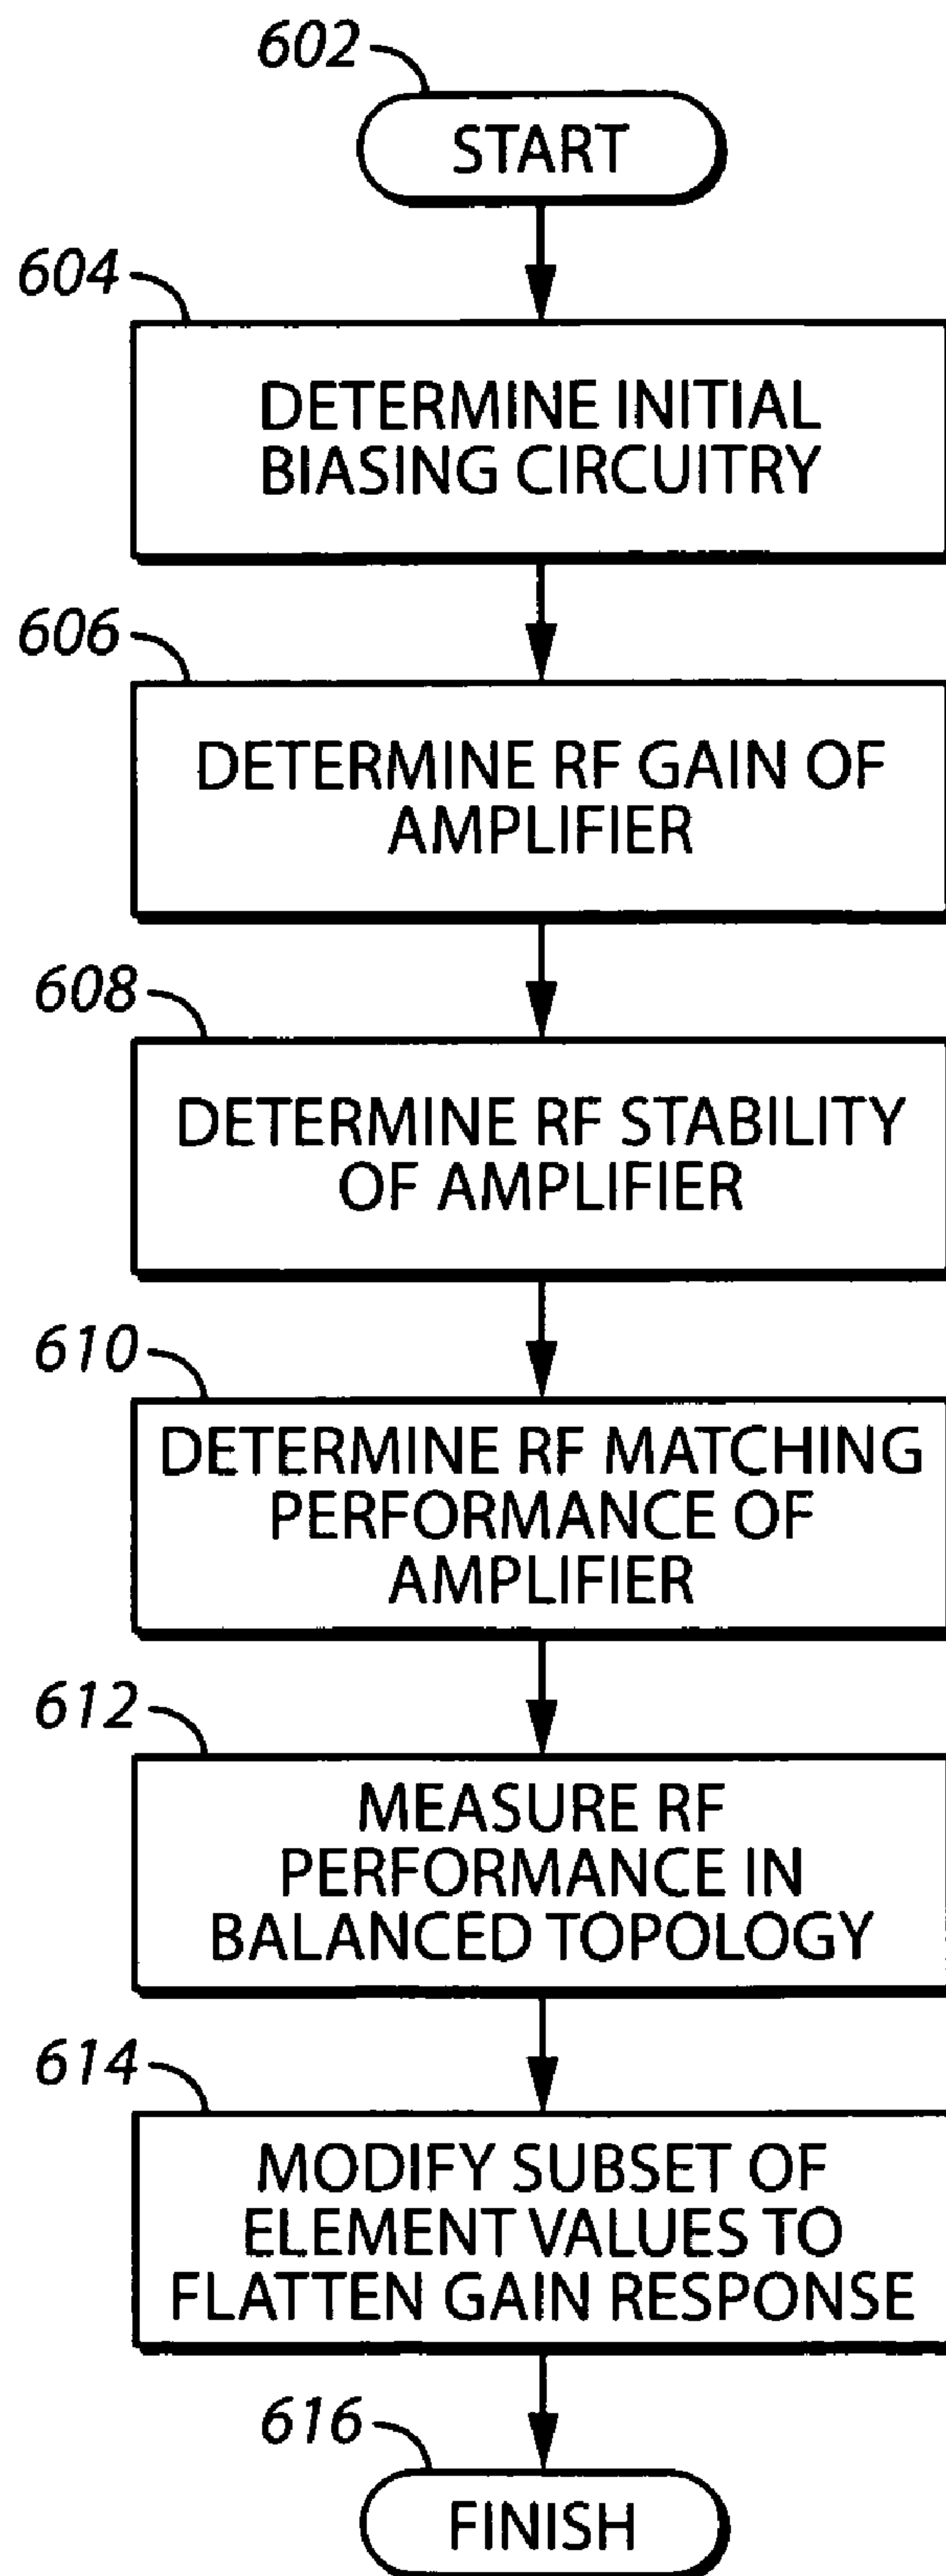 602
START
604
DETERMINE INITIAL
BIASING CIRCUITRY
606
DETERMINE RF GAIN OF
AMPLIFIER
608
DETERMINE RF STABILITY
OF AMPLIFIER
610
DETERMINE RF MATCHING
PERFORMANCE OF
AMPLIFIER
612
MEASURE RF
PERFORMANCE IN
BALANCED TOPOLOGY
614
MODIFY SUBSET OF
ELEMENT VALUES TO
FLATTEN GAIN RESPONSE
616
FINISH